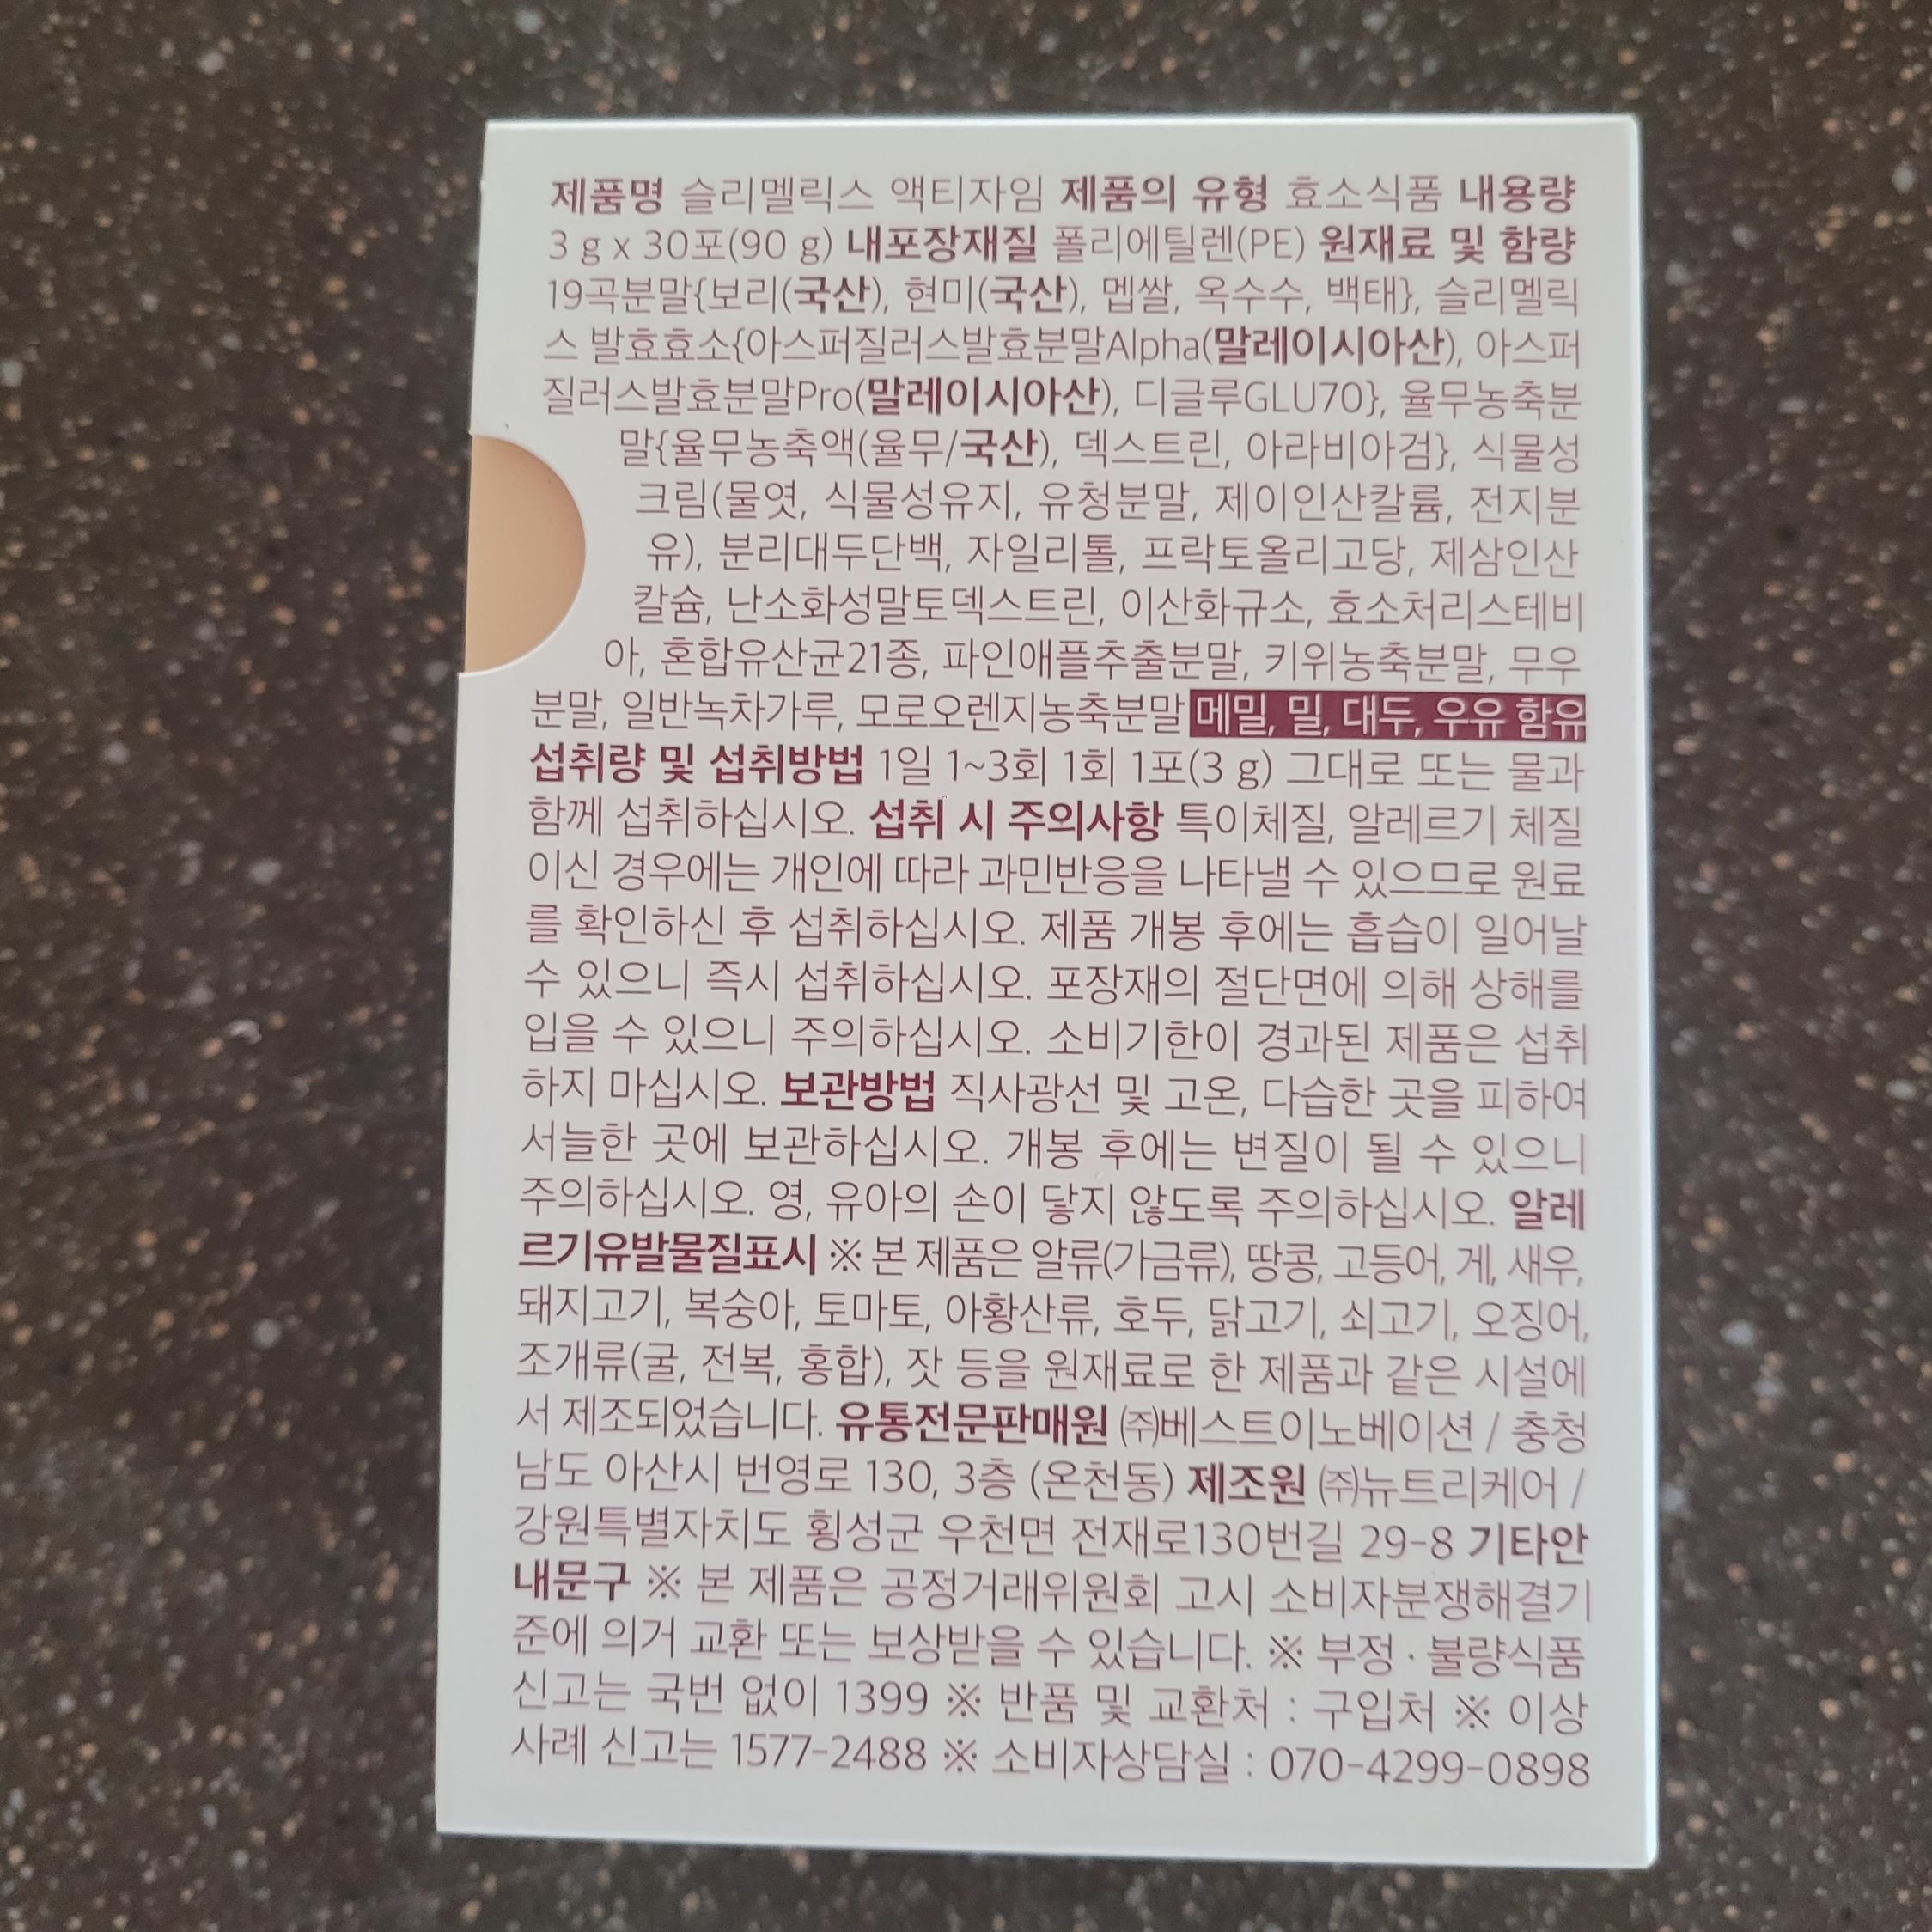 제품명 슬리멜릭스 액티자임 제품의 유형 효소식품 내용량
3 g x 30포(90 g) 내포장재질 폴리에틸렌(PE) 원재료 및 함량
19곡분말{보리(국산), 현미(국산), 멥쌀, 옥수수, 백태}, 슬리멜릭
스 발효효소{아스퍼질러스발효분말Alpha(말레이시아산), 아스퍼
질러스발효분말Pro(말레이시아산), 디글루GLU70}, 율무농축분
말{율무농축액(율무/국산), 덱스트린, 아라비아검}, 식물성
크림(물엿, 식물성유지, 유청분말, 제이인산칼륨, 전지분
유), 분리대두단백, 자일리톨, 프락토올리고당, 제삼인산
칼슘, 난소화성말토덱스트린, 이산화규소, 효소처리스테비
아, 혼합유산균21종, 파인애플추출분말, 키위농축분말, 무우
분말, 일반녹차가루, 모로오렌지농축분말 메밀, 밀, 대두, 우유 함유
섭취량 및 섭취방법 1일 1~3회 1회 1포(3 g) 그대로 또는 물과
함께 섭취하십시오. 섭취 시 주의사항 특이체질, 알레르기 체질
이신 경우에는 개인에 따라 과민반응을 나타낼 수 있으므로 원료
를 확인하신 후 섭취하십시오. 제품 개봉 후에는 흡습이 일어날
수 있으니 즉시 섭취하십시오. 포장재의 절단면에 의해 상해를
입을 수 있으니 주의하십시오. 소비기한이 경과된 제품은 섭취
하지 마십시오. 보관방법 직사광선 및 고온, 다습한 곳을 피하여
서늘한 곳에 보관하십시오. 개봉 후에는 변질이 될 수 있으니
주의하십시오. 영, 유아의 손이 닿지 않도록 주의하십시오. 알레
르기유발물질표시 ※ 본 제품은 알류(가금류), 땅콩, 고등어, 게, 새우,
돼지고기, 복숭아, 토마토, 아황산류, 호두, 닭고기, 쇠고기, 오징어,
조개류(굴, 전복, 홍합), 잣 등을 원재료로 한 제품과 같은 시설에
서 제조되었습니다. 유통전문판매원 ㈜베스트이노베이션 / 충청
남도 아산시 번영로 130, 3층 (온천동) 제조원 ㈜뉴트리케어 /
강원특별자치도 횡성군 우천면 전재로130번길 29-8 기타안
내문구 ※ 본 제품은 공정거래위원회 고시 소비자분쟁해결기
준에 의거 교환 또는 보상받을 수 있습니다. ※ 부정 · 불량식품
신고는 국번 없이 1399 ※ 반품 및 교환처 : 구입처 ※ 이상
사례 신고는 1577-2488 ※ 소비자상담실 : 070-4299-0898